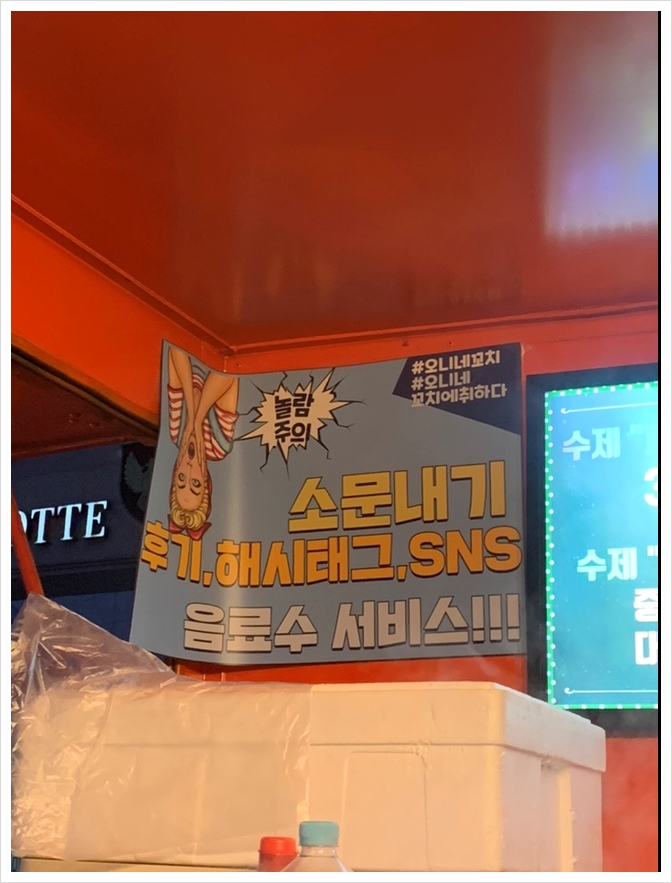 #오니네꼬치
#오니네
꼬치에취하다
놀람
주의
소문내기
후기,해시태그,SNS
음료수 서비스!!!
OTTE
수제
수제